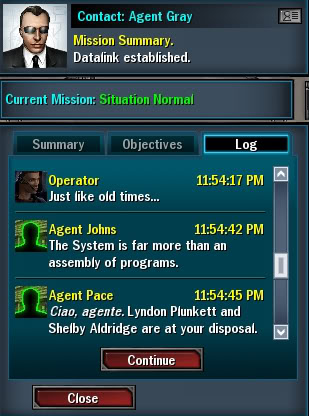 Contact: Agent Gray
Mission Summary.
Datalink established.
Current Mission: Situation Normal
Summary
Objectives
Log
Operator 11:54:17 PM
Just like old times...
Agent Johns 11:54:42 PM
The System is far more than an
assembly of programs.
Agent Pace 11:54:45 PM
Ciao, agente. Lyndon Plunkett and
Shelby Aldridge are at your disposal.
Continue
Close